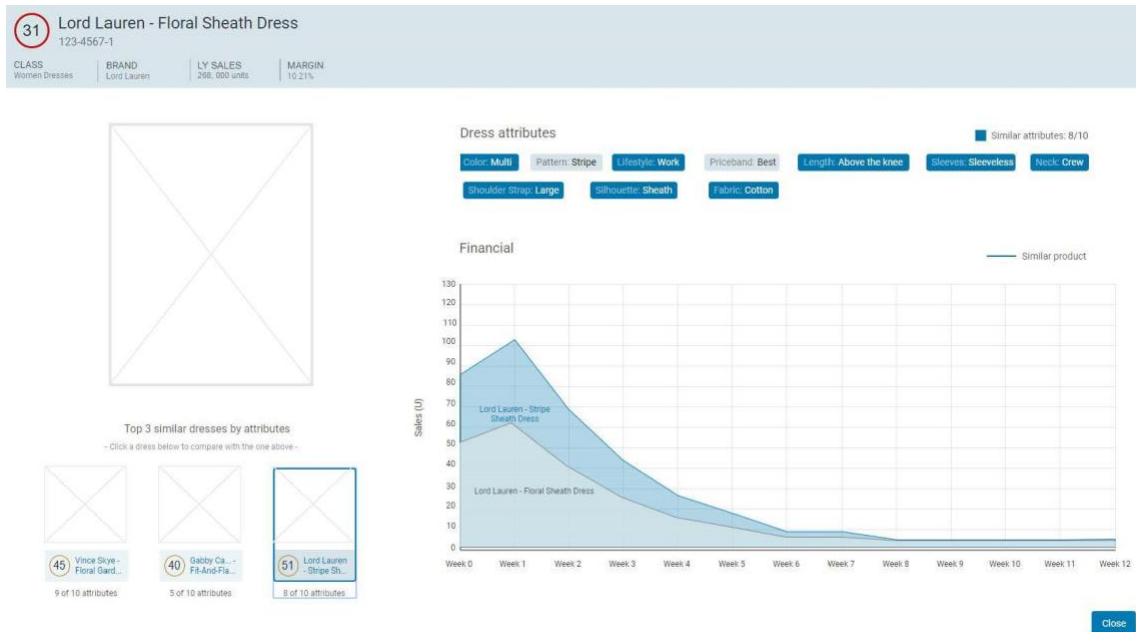 31
Lord Lauren - Floral Sheath Dress
123-4567-1
CLASS
Women Dresses
BRAND
Lord Lauren
LY SALES
268, 000 units
MARGIN
10.21%
Dress attributes
Similar attributes: 8/10
Color: Multi
Pattern: Stripe
Lifestyle: Work
Priceband: Best
Length: Above the knee
Sleeves: Sleeveless
Neck: Crew
Shoulder Strap: Large
Silhouette: Sheath
Fabric: Cotton
Financial
Similar product
Sales (U)
130
120
110
100
90
80
70
60
50
40
30
20
10
0
Lord Lauren - Stripe
Sheath Dress
Lord Lauren - Floral Sheath Dress
Week 0
Week 1
Week 2
Week 3
Week 4
Week 5
Week 6
Week 7
Week 8
Week 9
Week 10
Week 11
Week 12
Top 3 similar dresses by attributes
- Click a dress below to compare with the one above -
45
Vince Skye -
Floral Gard...
9 of 10 attributes
40
Gabby Ca... -
Fit-And-Fla...
5 of 10 attributes
51
Lord Lauren
- Stripe Sh...
8 of 10 attributes
Close